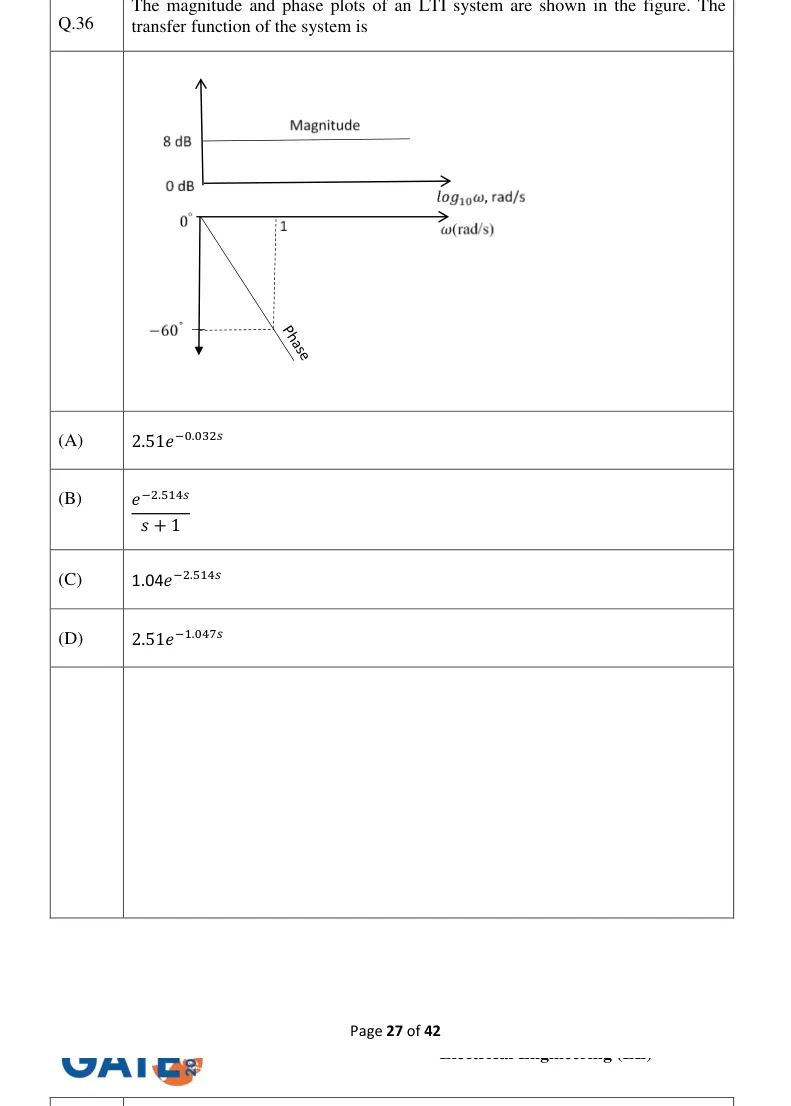 The magnitude and phase plots of an LTI system are shown in the figure. The
Q.36 transfer function of the system is
Magnitude
8 dB
0 dB
log₁₀ω, rad/s
0°
1
ω(rad/s)
−60°
Phase
(A) 2.51e^{−0.032s}
(B) e^{−2.514s}
s + 1
(C) 1.04e^{−2.514s}
(D) 2.51e^{−1.047s}
Page 27 of 42
GATE 20